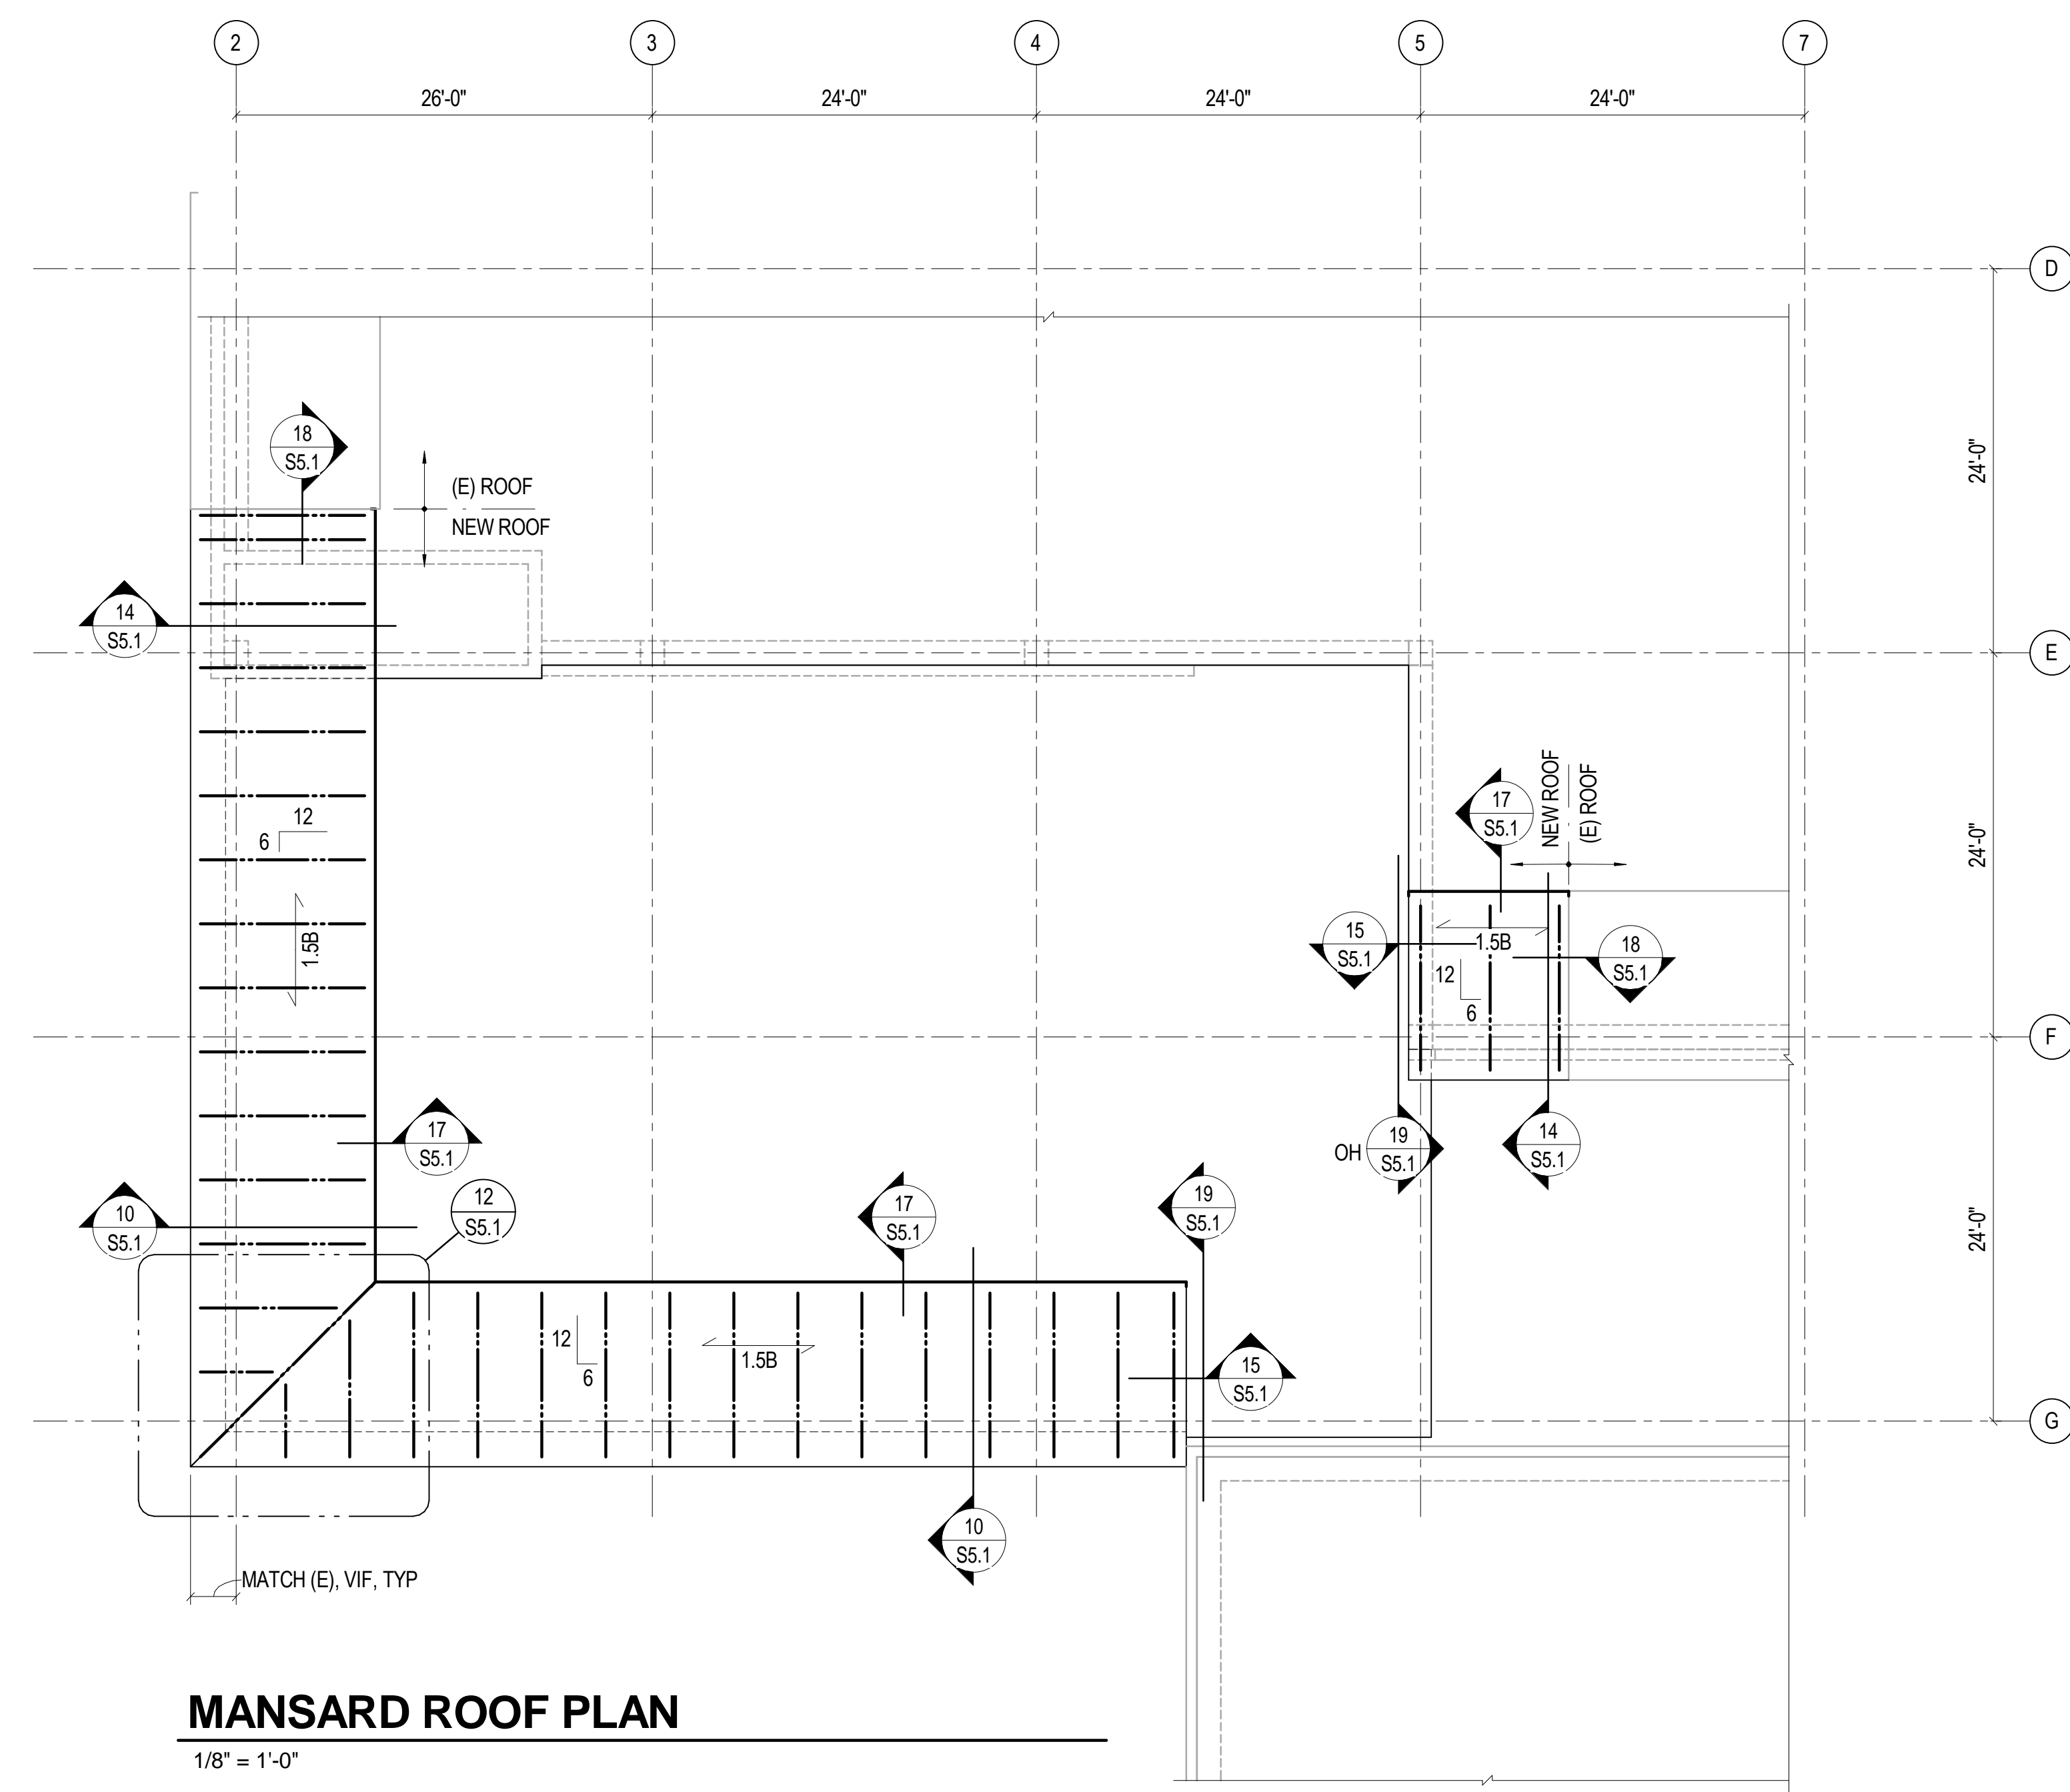 2
3
4
5
7
26'-0"
24'-0"
24'-0"
24'-0"
D
18
S5.1
24'-0"
(E) ROOF
NEW ROOF
14
S5.1
E
17
S5.1
NEW ROOF
(E) ROOF
12
6
24'-0"
15
S5.1
1.5B
18
S5.1
1.5B
12
6
F
17
S5.1
OH
19
S5.1
14
S5.1
10
S5.1
12
S5.1
17
S5.1
19
S5.1
24'-0"
12
6
1.5B
15
S5.1
G
10
S5.1
MATCH (E), VIF, TYP
MANSARD ROOF PLAN
1/8" = 1'-0"